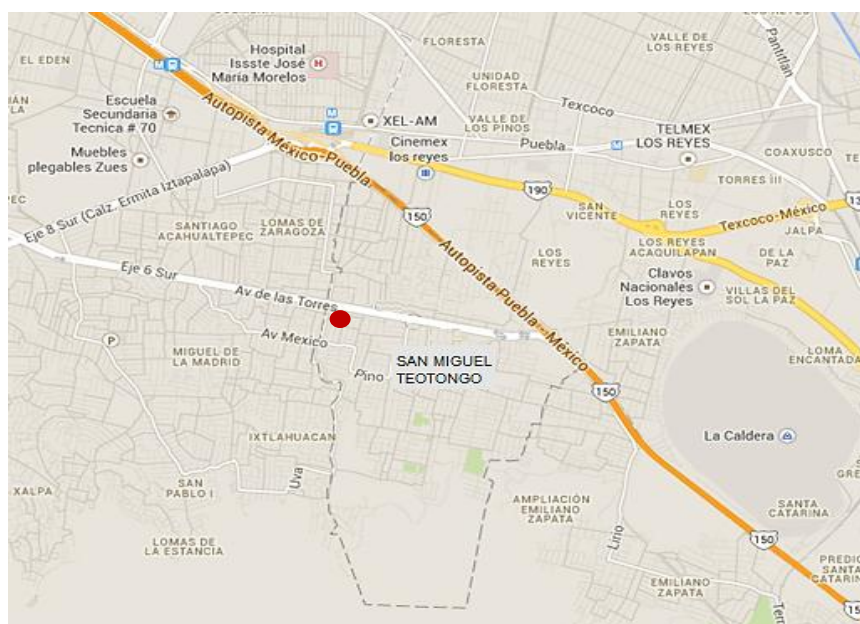 EL EDEN
Hospital
Issste José
María Morelos
H
FLORESTA
VALLE DE
LOS REYES
Pantitlan
M
Escuela
Secundaria
Tecnica # 70
UNIDAD
FLORESTA
Texcoco
M
XEL-AM
VALLE DE
LOS PINOS
Autopista México-Puebla
Cinemex
los reyes
Puebla
M
TELMEX
LOS REYES
COAXUSCO
Muebles
plegables Zues
TORRES III
190
Eje 8 Sur (Calz. Ermita Iztapalapa)
SAN
VICENTE
LOS
REYES
Texcoco-México
150
SANTIAGO
ACAHUALTEPEC
LOMAS DE
ZARAGOZA
JALPA
LOS REYES
ACAQUILPAN
DE LA
PAZ
LOS
REYES
Autopista Puebla - México
Eje 6 Sur
Clavos
Nacionales
Los Reyes
VILLAS DEL
SOL LA PAZ
Av de las Torres
Av Mexico
P
EMILIANO
ZAPATA
MIGUEL DE
LA MADRID
SAN MIGUEL
TEOTONGO
LOMA
ENCANTADA
Pino
150
IXTLAHUACAN
La Caldera
XALPA
SAN
PABLO I
Uva
AMPLIACIÓN
EMILIANO
ZAPATA
SANTA
CATARINA
LOMAS DE
LA ESTANCIA
Lirio
150
EMILIANO
ZAPATA